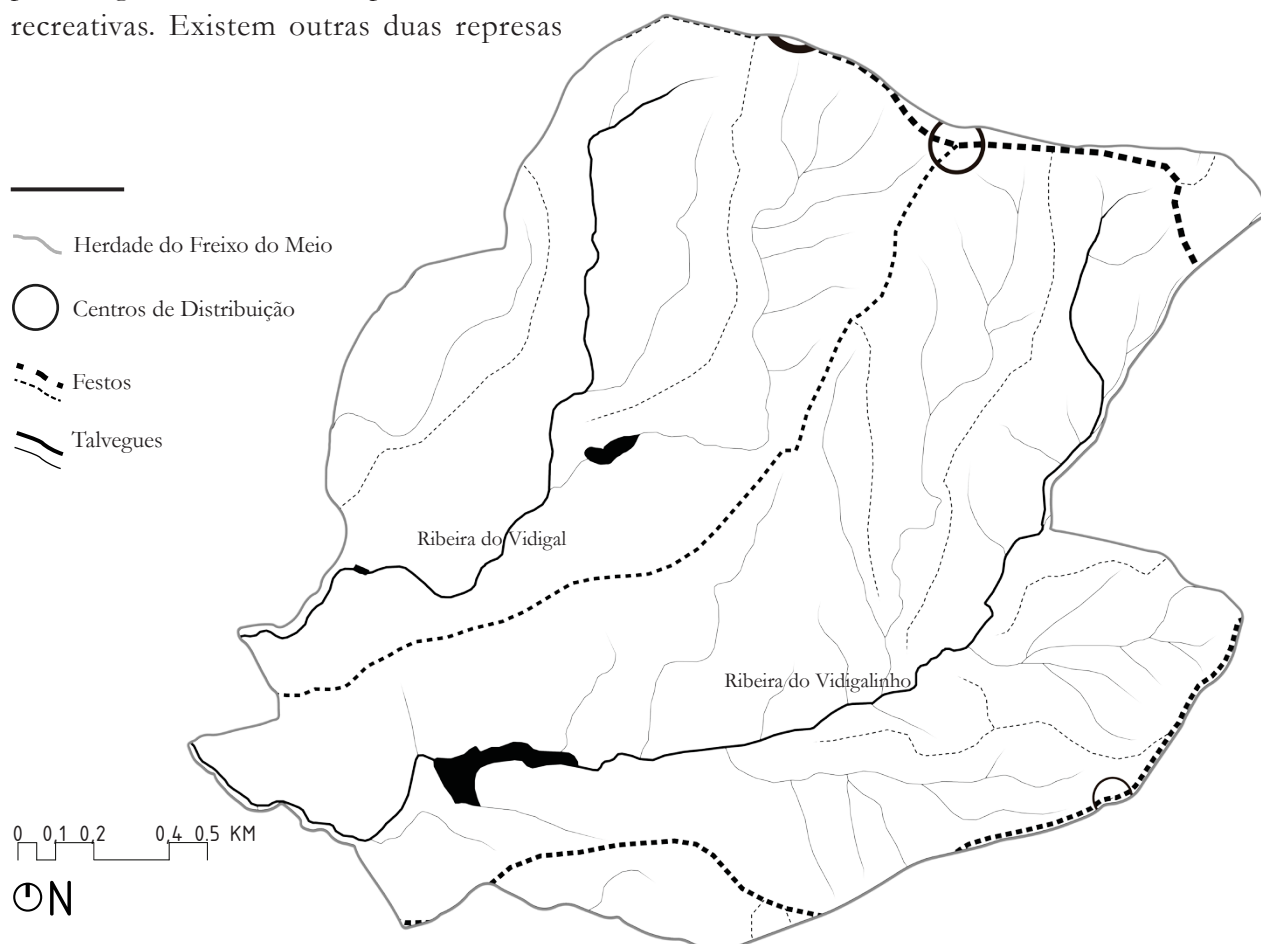 recreativas. Existem outras duas represas
Herdade do Freixo do Meio
Centros de Distribuição
Festos
Talvegues
Ribeira do Vidigal
Ribeira do Vidigalinho
0 0,1 0,2 0,4 0,5 KM
N